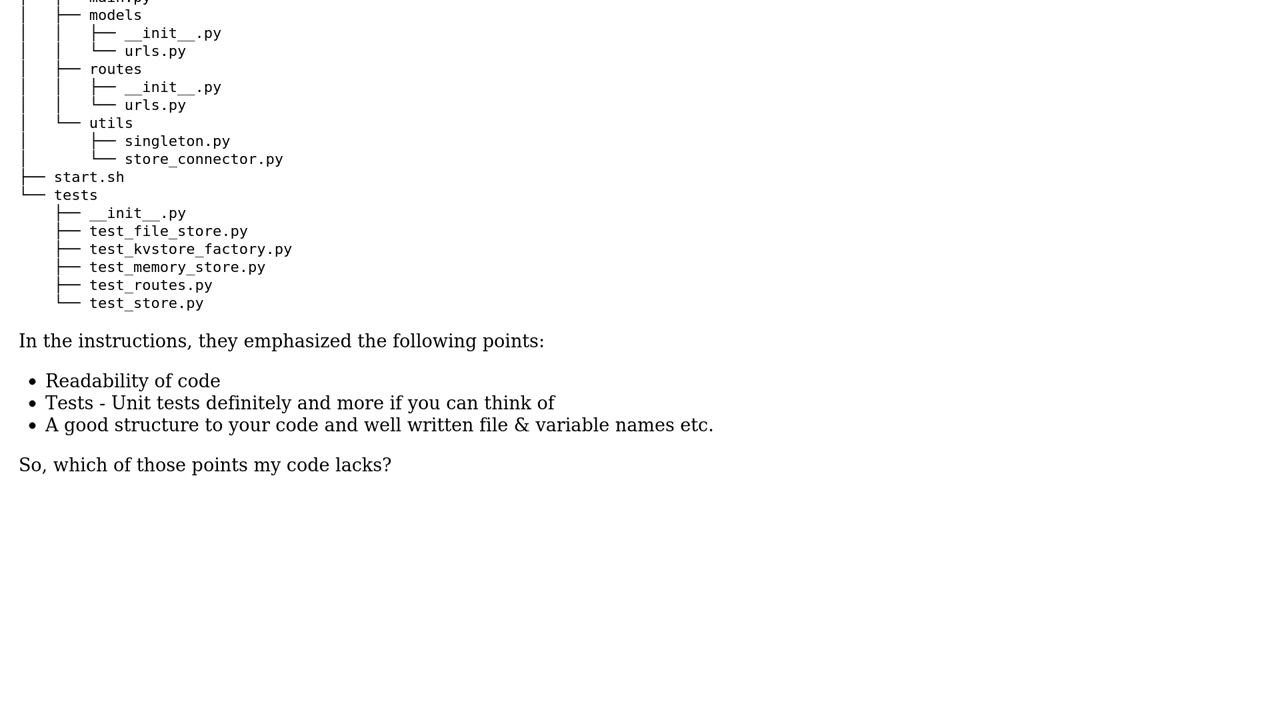 │   ├── main.py
│   ├── models
│   │   ├── __init__.py
│   │   └── urls.py
│   ├── routes
│   │   ├── __init__.py
│   │   └── urls.py
│   └── utils
│       ├── singleton.py
│       └── store_connector.py
├── start.sh
└── tests
    ├── __init__.py
    ├── test_file_store.py
    ├── test_kvstore_factory.py
    ├── test_memory_store.py
    ├── test_routes.py
    └── test_store.py
In the instructions, they emphasized the following points:
• Readability of code
• Tests - Unit tests definitely and more if you can think of
• A good structure to your code and well written file & variable names etc.
So, which of those points my code lacks?